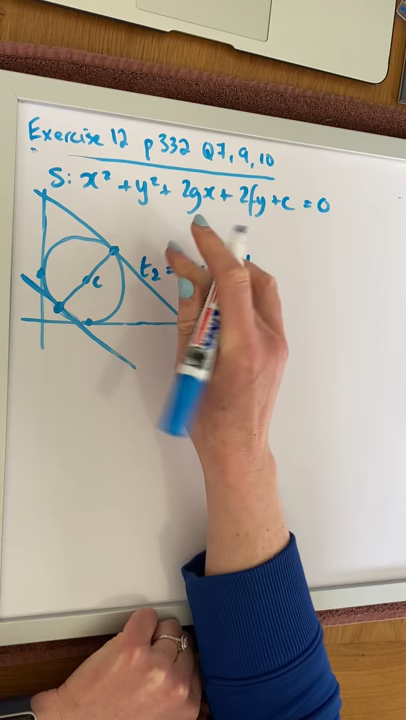 Exercise 12 p332 Q7, 9, 10
S: x² + y² + 2gx + 2fy + c = 0
t₂ =
c